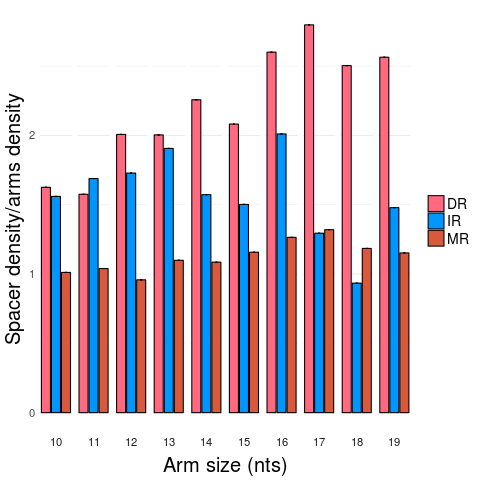 Spacer density/arms density
2
1
0
10 11 12 13 14 15 16 17 18 19
Arm size (nts)
DR
IR
MR